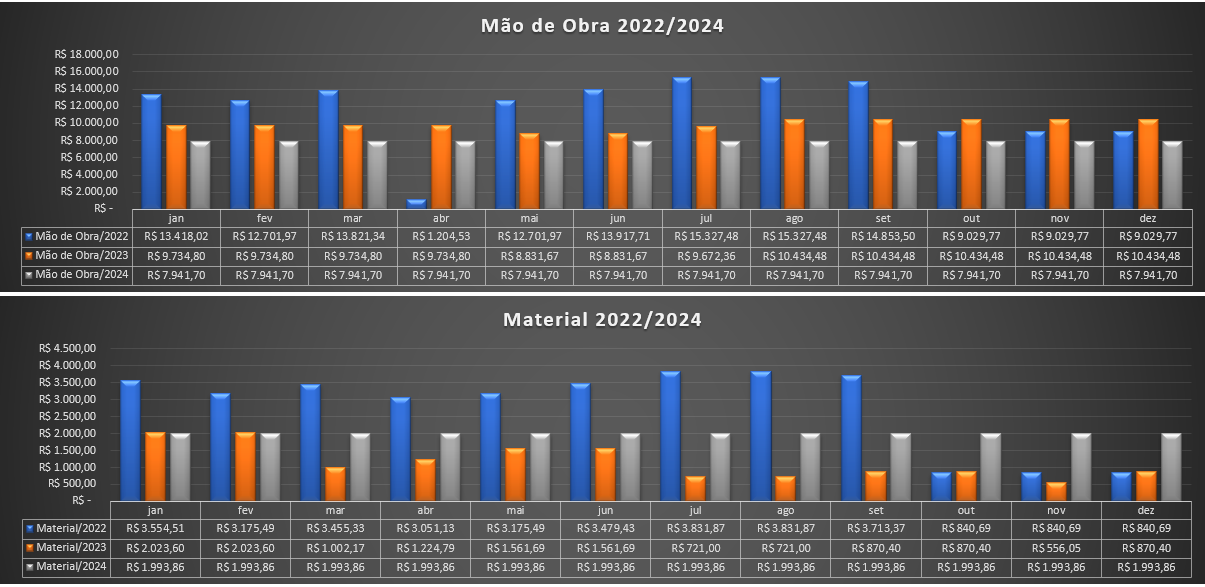 Mão de Obra 2022/2024
R$ 18.000,00
R$ 16.000,00
R$ 14.000,00
R$ 12.000,00
R$ 10.000,00
R$ 8.000,00
R$ 6.000,00
R$ 4.000,00
R$ 2.000,00
R$ -
jan fev mar abr mai jun jul ago set out nov dez
Mão de Obra/2022 R$ 13.418,02 R$ 12.701,97 R$ 13.821,34 R$ 1.204,53 R$ 12.701,97 R$ 13.917,71 R$ 15.327,48 R$ 15.327,48 R$ 14.853,50 R$ 9.029,77 R$ 9.029,77 R$ 9.029,77
Mão de Obra/2023 R$ 9.734,80 R$ 9.734,80 R$ 9.734,80 R$ 9.734,80 R$ 8.831,67 R$ 8.831,67 R$ 9.672,36 R$ 10.434,48 R$ 10.434,48 R$ 10.434,48 R$ 10.434,48 R$ 10.434,48
Mão de Obra/2024 R$ 7.941,70 R$ 7.941,70 R$ 7.941,70 R$ 7.941,70 R$ 7.941,70 R$ 7.941,70 R$ 7.941,70 R$ 7.941,70 R$ 7.941,70 R$ 7.941,70 R$ 7.941,70 R$ 7.941,70
Material 2022/2024
R$ 4.500,00
R$ 4.000,00
R$ 3.500,00
R$ 3.000,00
R$ 2.500,00
R$ 2.000,00
R$ 1.500,00
R$ 1.000,00
R$ 500,00
R$ -
jan fev mar abr mai jun jul ago set out nov dez
Material/2022 R$ 3.554,51 R$ 3.175,49 R$ 3.455,33 R$ 3.051,13 R$ 3.175,49 R$ 3.479,43 R$ 3.831,87 R$ 3.831,87 R$ 3.713,37 R$ 840,69 R$ 840,69 R$ 840,69
Material/2023 R$ 2.023,60 R$ 2.023,60 R$ 1.002,17 R$ 1.224,79 R$ 1.561,69 R$ 1.561,69 R$ 721,00 R$ 721,00 R$ 870,40 R$ 870,40 R$ 556,05 R$ 870,40
Material/2024 R$ 1.993,86 R$ 1.993,86 R$ 1.993,86 R$ 1.993,86 R$ 1.993,86 R$ 1.993,86 R$ 1.993,86 R$ 1.993,86 R$ 1.993,86 R$ 1.993,86 R$ 1.993,86 R$ 1.993,86